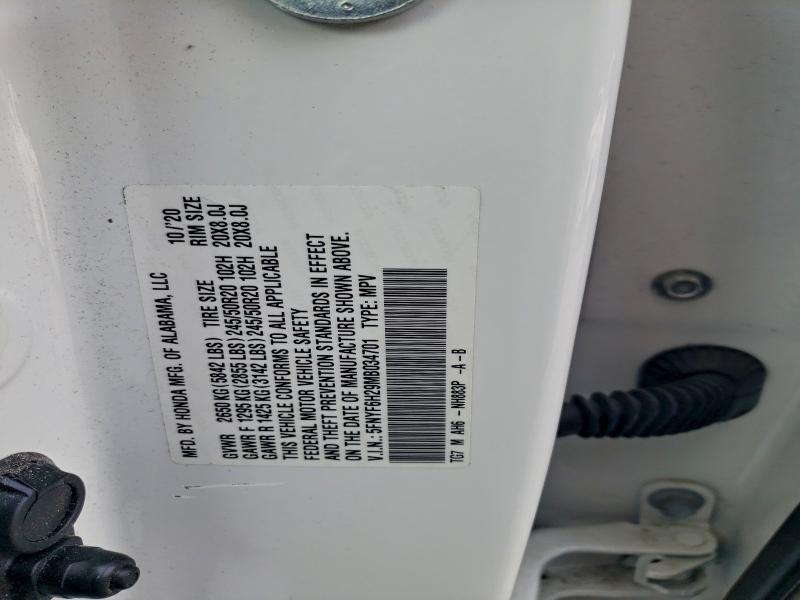 MFD. BY HONDA MFG. OF ALABAMA, LLC 10/'20
GVWR 2650 KG (5842 LBS) TIRE SIZE RIM SIZE
GAWR F 1295 KG (2855 LBS) 245/50R20 102H 20X8.0J
GAWR R 1425 KG (3142 LBS) 245/50R20 102H 20X8.0J
THIS VEHICLE CONFORMS TO ALL APPLICABLE
FEDERAL MOTOR VEHICLE SAFETY
AND THEFT PREVENTION STANDARDS IN EFFECT
ON THE DATE OF MANUFACTURE SHOWN ABOVE.
V.I.N.: 5FNYF6H29MB034701 TYPE: MPV
TG7 M AH6 - NH883P -A -B